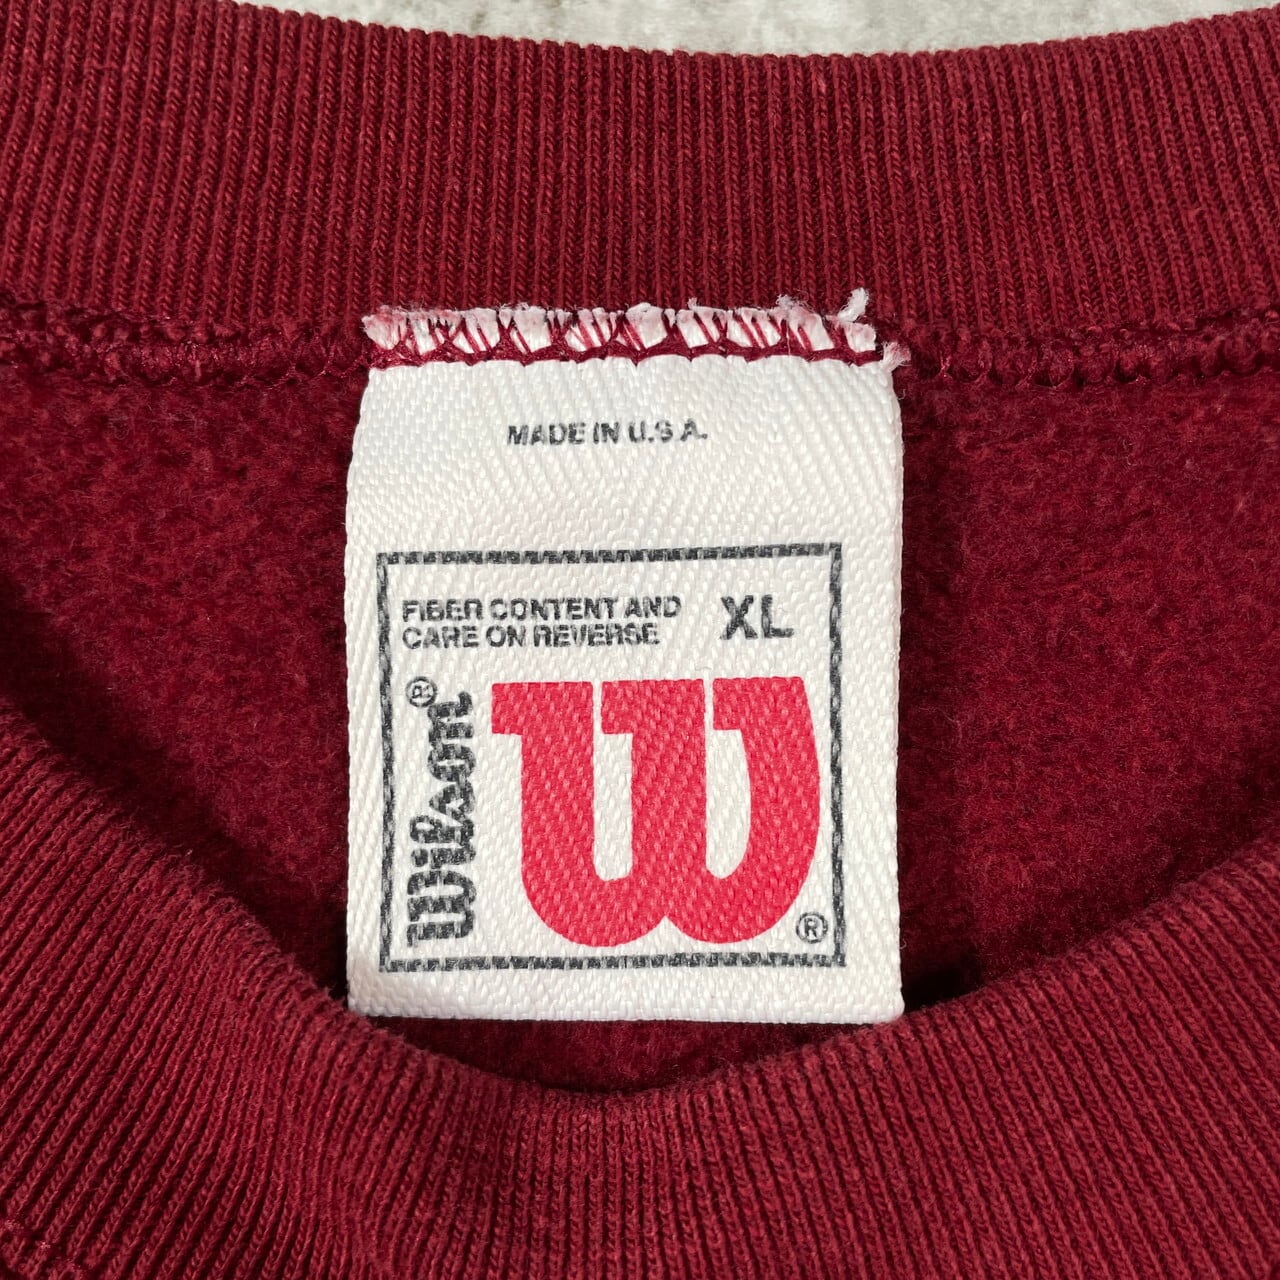 MADE IN U.S.A.
FIBER CONTENT AND
CARE ON REVERSE
XL
Wilson®
W®